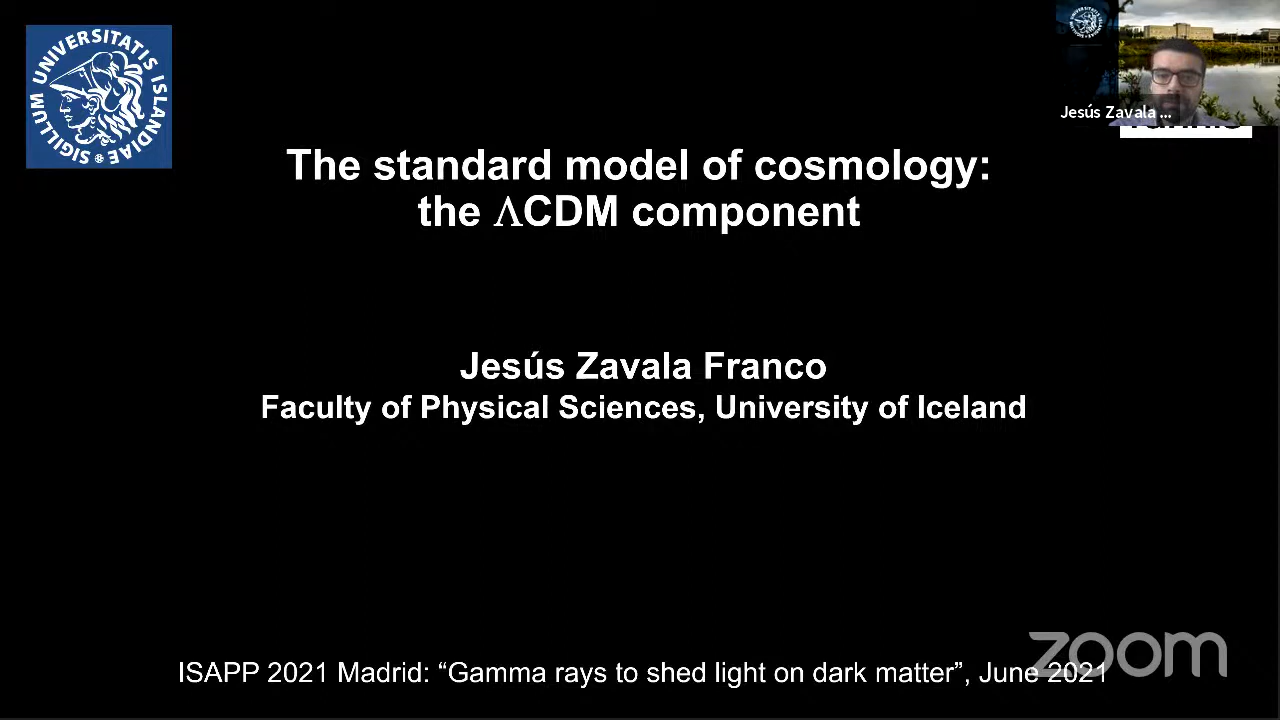 SIGILLUM UNIVERSITATIS ISLANDIAE
Jesús Zavala ...
The standard model of cosmology:
the ΛCDM component
Jesús Zavala Franco
Faculty of Physical Sciences, University of Iceland
zoom
ISAPP 2021 Madrid: “Gamma rays to shed light on dark matter”, June 2021